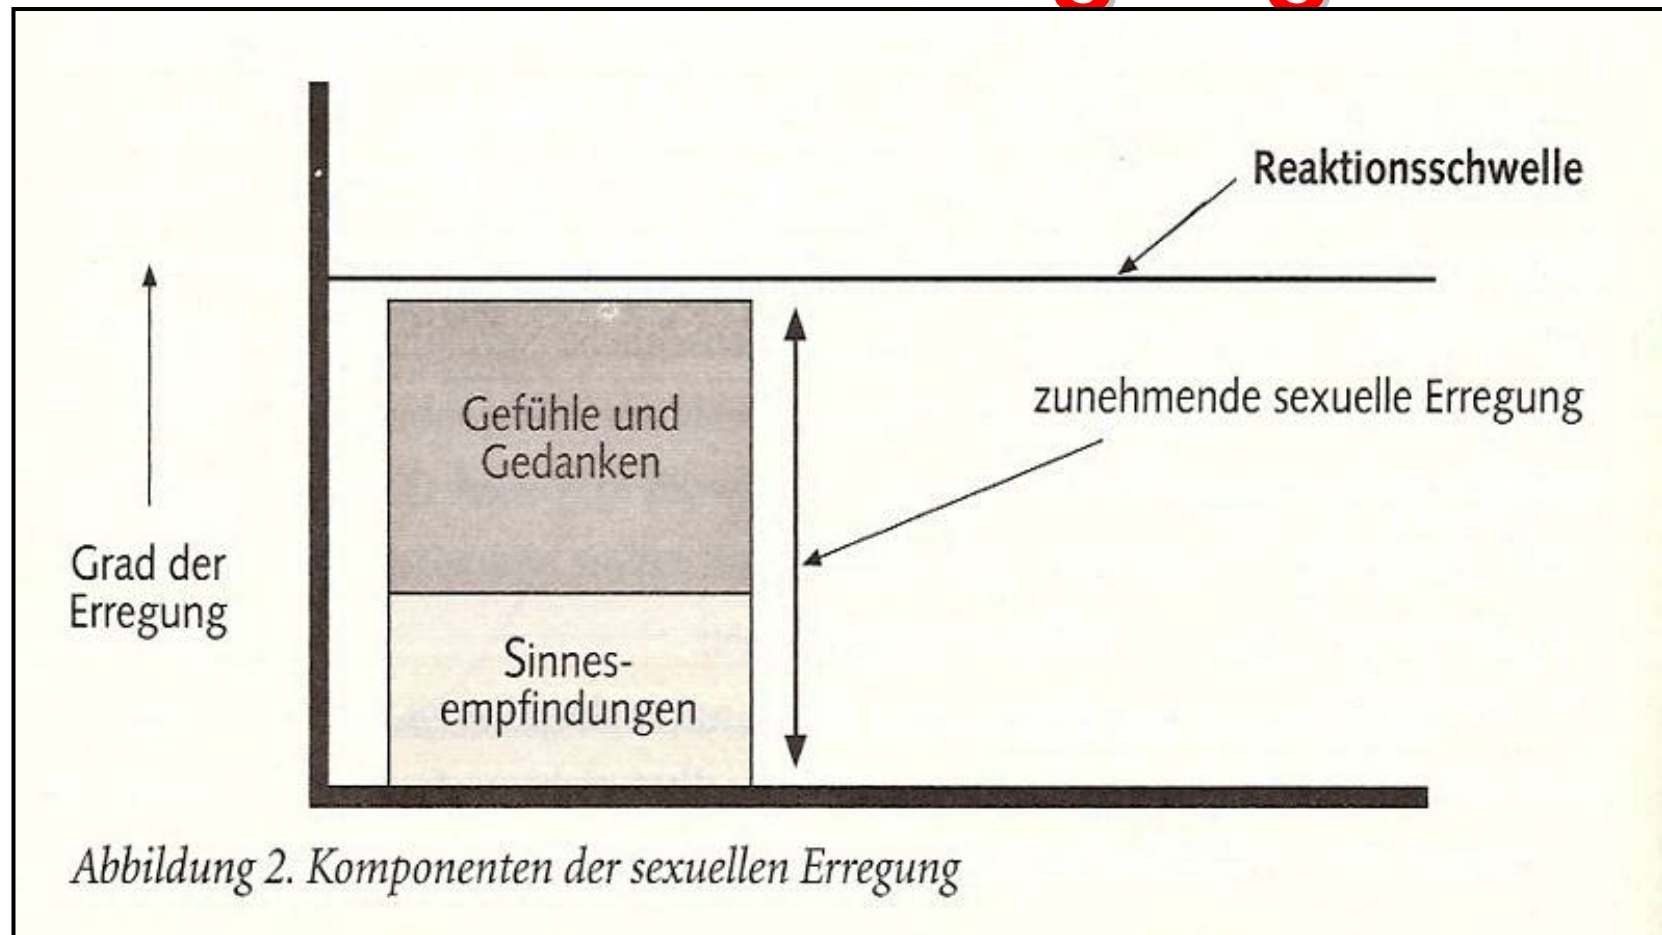 Reaktionsschwelle
Gefühle und
Gedanken
zunehmende sexuelle Erregung
Grad der
Erregung
Sinnes-
empfindungen
Abbildung 2. Komponenten der sexuellen Erregung